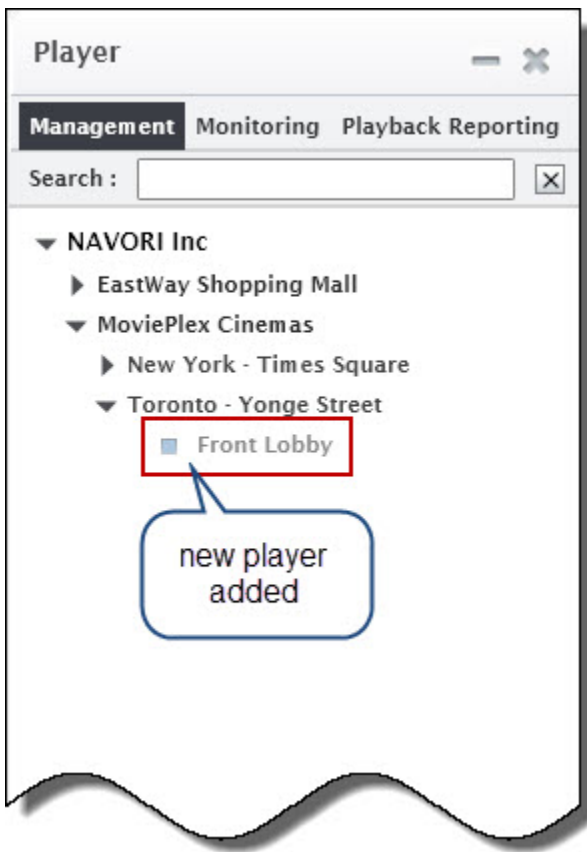 Player
Management Monitoring Playback Reporting
Search :
NAVORI Inc
EastWay Shopping Mall
MoviePlex Cinemas
New York - Times Square
Toronto - Yonge Street
Front Lobby
new player
added